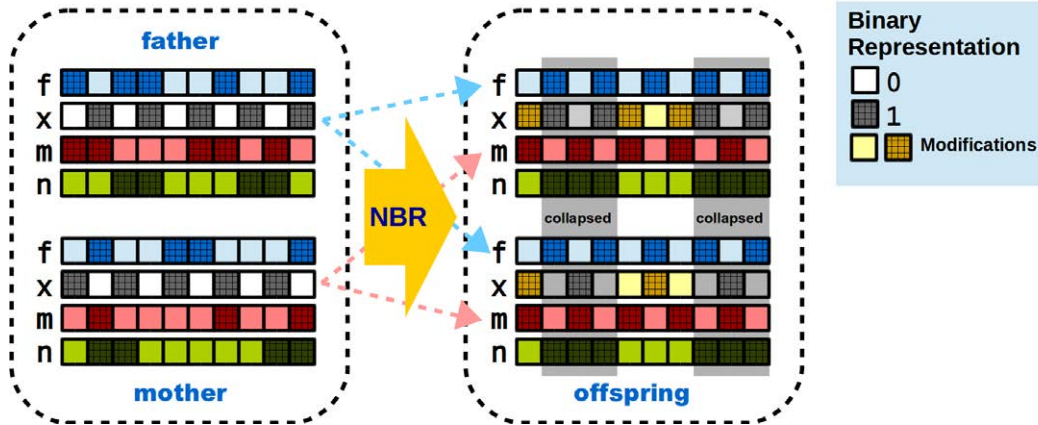 father
f
x
m
n
f
x
m
n
mother
NBR
f
x
m
n
collapsed collapsed
f
x
m
n
offspring
Binary
Representation
0
1
Modifications